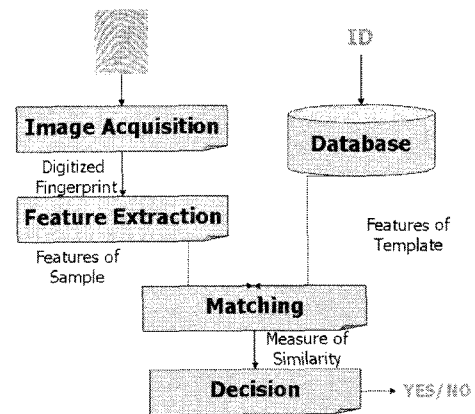 ID
Image Acquisition
Database
Digitized
Fingerprint
Feature Extraction
Features of
Sample
Features of
Template
Matching
Measure of
Similarity
Decision
YES/NO